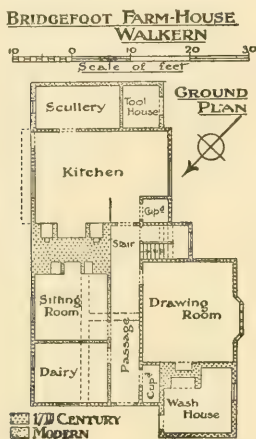 BRIDGEFOOT FARM-HOUSE
WALKERN
10 0 10 20 30
Scale of feet
GROUND
PLAN
Scullery
Tool
House
Kitchen
Cupd
Stair
Sitting
Room
Drawing
Room
Passage
Dairy
Cupd
Wash
House
17TH CENTURY
MODERN